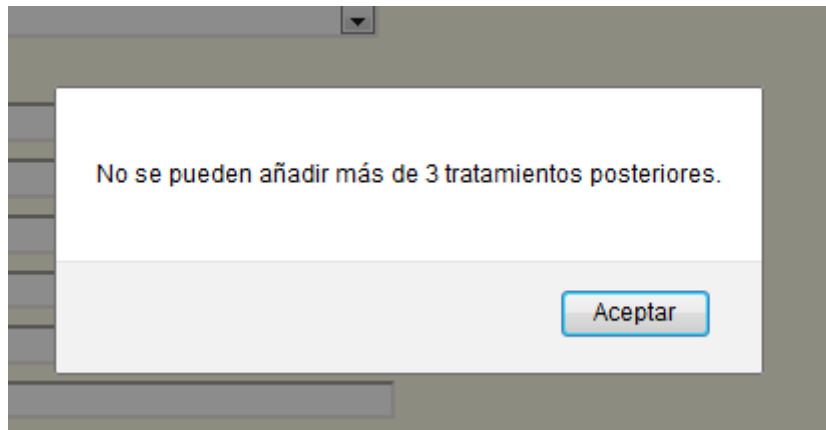 No se pueden añadir más de 3 tratamientos posteriores.
Aceptar